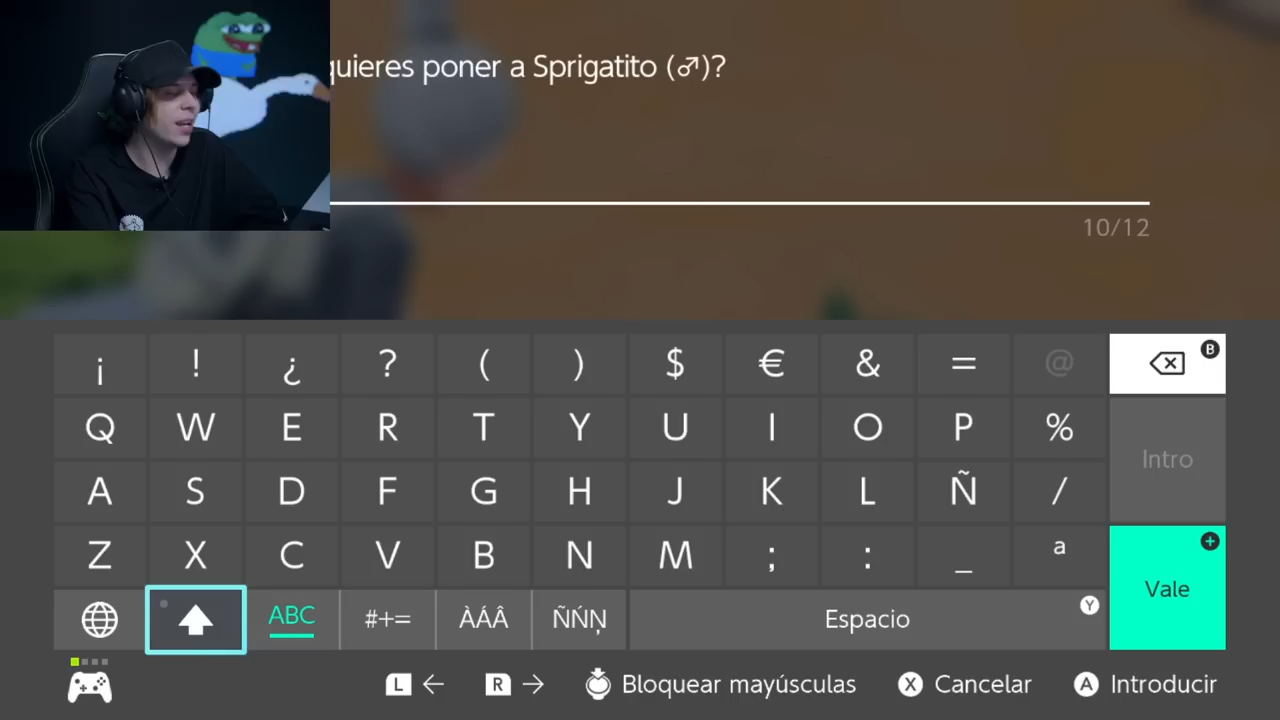 quieres poner a Sprigatito (♂)?
10/12
¡ ! ¿ ? ( ) $ € & = @ B
Q W E R T Y U I O P % Intro
A S D F G H J K L Ñ /
Z X C V B N M ; : _ ª
ABC #+= ÀÁÂ ÑŃŅ Espacio Y Vale +
L ← R → Bloquear mayúsculas X Cancelar A Introducir